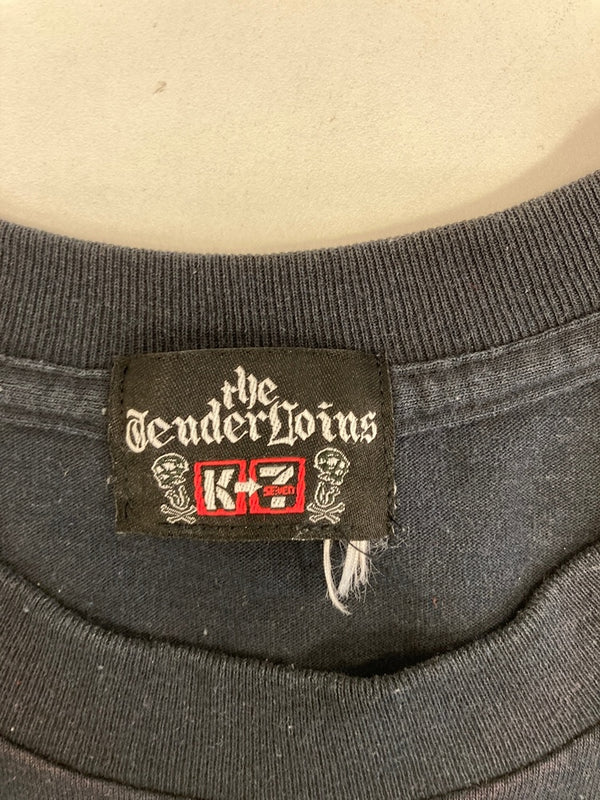 the
TenderLoins
K 7
SEVEN